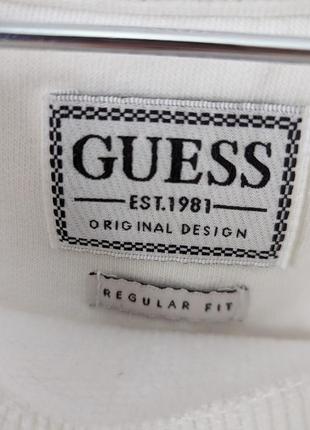 GUESS
EST.1981
ORIGINAL DESIGN
REGULAR FIT